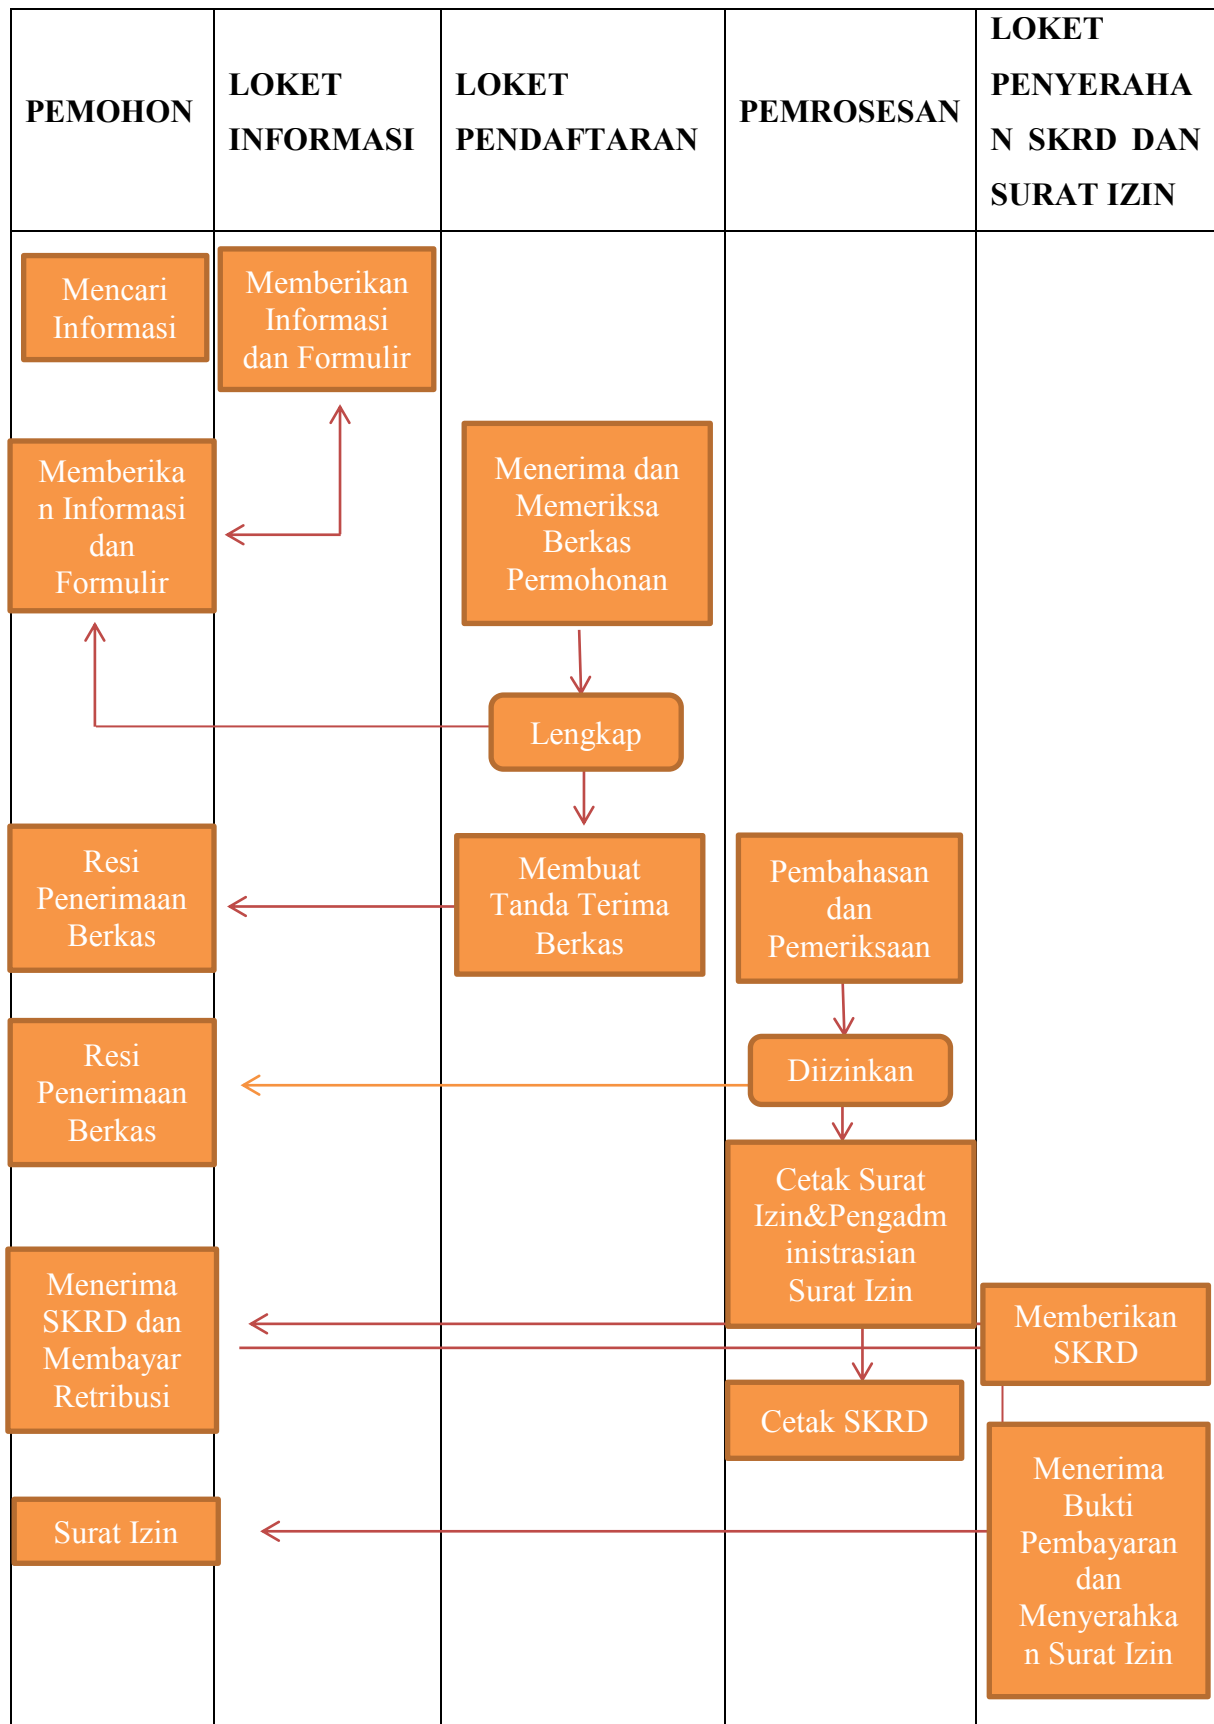 PEMOHON
LOKET
INFORMASI
LOKET
PENDAFTARAN
PEMROSESAN
LOKET
PENYERAHA
N SKRD DAN
SURAT IZIN
Mencari
Informasi
Memberikan
Informasi
dan Formulir
Memberika
n Informasi
dan
Formulir
Menerima dan
Memeriksa
Berkas
Permohonan
Lengkap
Resi
Penerimaan
Berkas
Membuat
Tanda Terima
Berkas
Pembahasan
dan
Pemeriksaan
Resi
Penerimaan
Berkas
Diizinkan
Cetak Surat
Izin&Pengadm
inistrasian
Surat Izin
Menerima
SKRD dan
Membayar
Retribusi
Memberikan
SKRD
Cetak SKRD
Surat Izin
Menerima
Bukti
Pembayaran
dan
Menyerahka
n Surat Izin